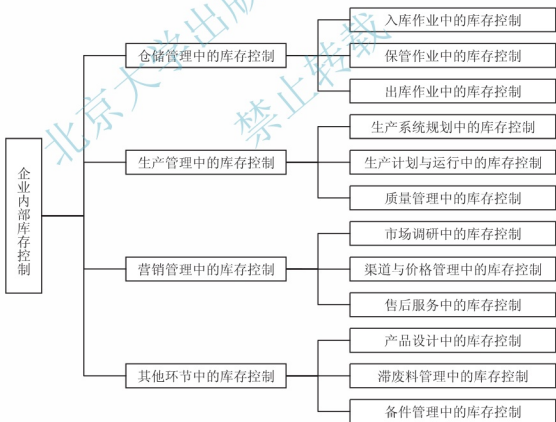 企业内部库存控制
仓储管理中的库存控制
入库作业中的库存控制
保管作业中的库存控制
出库作业中的库存控制
生产管理中的库存控制
生产系统规划中的库存控制
生产计划与运行中的库存控制
质量管理中的库存控制
营销管理中的库存控制
市场调研中的库存控制
渠道与价格管理中的库存控制
售后服务中的库存控制
其他环节中的库存控制
产品设计中的库存控制
滞废料管理中的库存控制
备件管理中的库存控制
北京大学出版
禁止转载